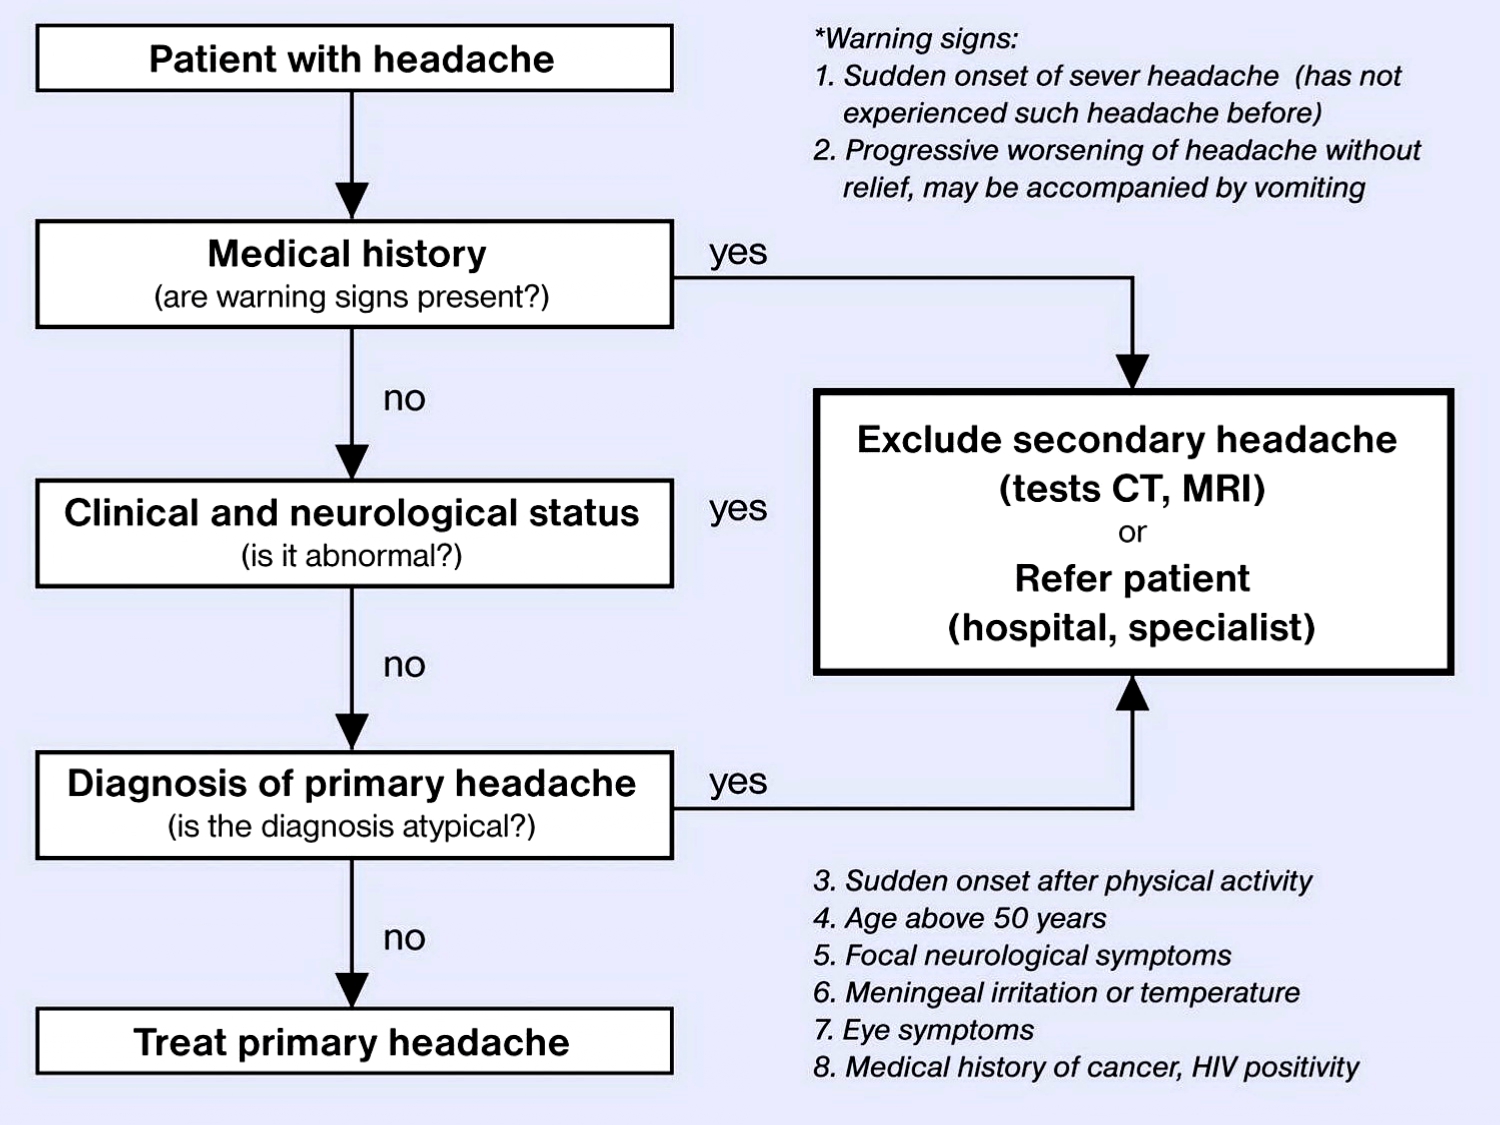 Patient with headache
*Warning signs:
1. Sudden onset of sever headache (has not
experienced such headache before)
2. Progressive worsening of headache without
relief, may be accompanied by vomiting
Medical history
(are warning signs present?)
yes
no
Clinical and neurological status
(is it abnormal?)
yes
Exclude secondary headache
(tests CT, MRI)
or
Refer patient
(hospital, specialist)
no
Diagnosis of primary headache
(is the diagnosis atypical?)
yes
no
Treat primary headache
3. Sudden onset after physical activity
4. Age above 50 years
5. Focal neurological symptoms
6. Meningeal irritation or temperature
7. Eye symptoms
8. Medical history of cancer, HIV positivity